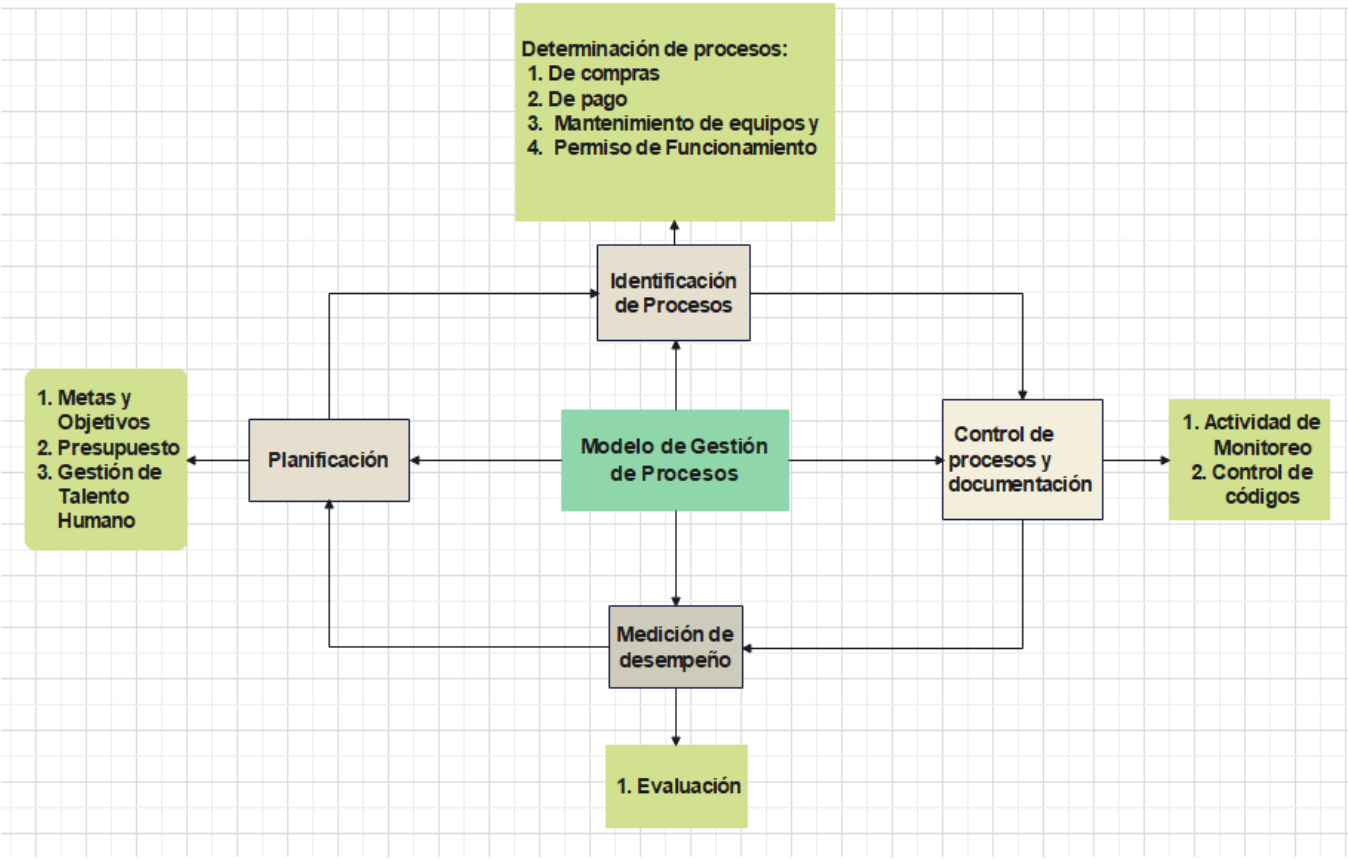 Determinación de procesos:
1. De compras
2. De pago
3. Mantenimiento de equipos y
4. Permiso de Funcionamiento
Identificación
de Procesos
1. Metas y
Objetivos
2. Presupuesto
3. Gestión de
Talento
Humano
Planificación
Modelo de Gestión
de Procesos
Control de
procesos y
documentación
1. Actividad de
Monitoreo
2. Control de
códigos
Medición de
desempeño
1. Evaluación